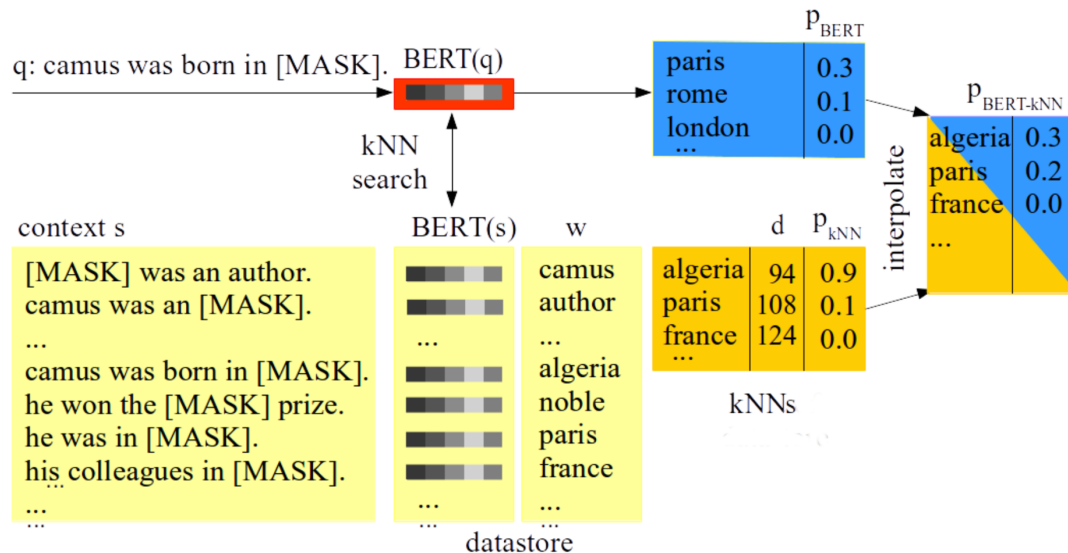 q: camus was born in [MASK].
BERT(q)
kNN
search
p_BERT
paris 0.3
rome 0.1
london 0.0
...
interpolate
p_BERT-kNN
algeria 0.3
paris 0.2
france 0.0
...
context s
BERT(s)
w
[MASK] was an author.
camus
camus was an [MASK].
author
...
...
...
camus was born in [MASK].
algeria
he won the [MASK] prize.
noble
he was in [MASK].
paris
his colleagues in [MASK].
france
...
...
...
...
...
...
...
datastore
d p_kNN
algeria 94 0.9
paris 108 0.1
france 124 0.0
...
kNNs